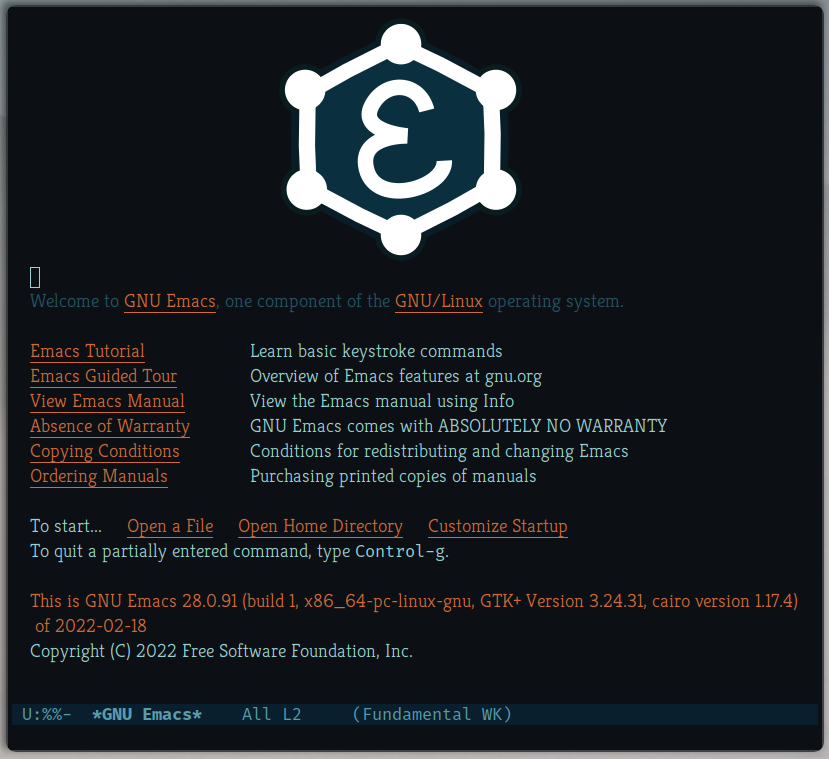 Welcome to GNU Emacs, one component of the GNU/Linux operating system.
Emacs Tutorial Learn basic keystroke commands
Emacs Guided Tour Overview of Emacs features at gnu.org
View Emacs Manual View the Emacs manual using Info
Absence of Warranty GNU Emacs comes with ABSOLUTELY NO WARRANTY
Copying Conditions Conditions for redistributing and changing Emacs
Ordering Manuals Purchasing printed copies of manuals
To start... Open a File Open Home Directory Customize Startup
To quit a partially entered command, type Control-g.
This is GNU Emacs 28.0.91 (build 1, x86_64-pc-linux-gnu, GTK+ Version 3.24.31, cairo version 1.17.4)
of 2022-02-18
Copyright (C) 2022 Free Software Foundation, Inc.
U:%%- *GNU Emacs* All L2 (Fundamental WK)